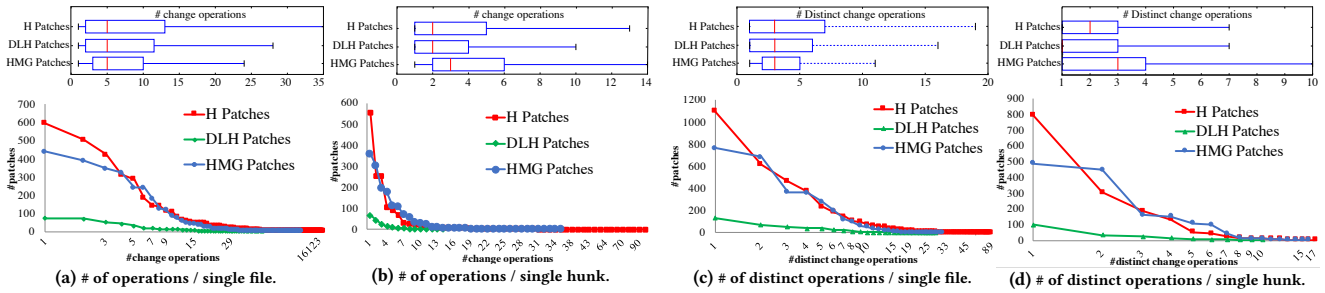 # change operations
H Patches
DLH Patches
HMG Patches
0 5 10 15 20 25 30 35
700
600
500
400
300
200
100
0
#patches
H Patches
DLH Patches
HMG Patches
1 3 5 7 9 15 29 16123
#change operations
(a) # of operations / single file.
# change operations
H Patches
DLH Patches
HMG Patches
0 2 4 6 8 10 12 14
600
500
400
300
200
100
0
#patches
H Patches
DLH Patches
HMG Patches
1 4 7 10 13 16 19 22 25 28 31 34 36 54 60 70 80 90
#change operations
(b) # of operations / single hunk.
# Distinct change operations
H Patches
DLH Patches
HMG Patches
0 5 10 15 20
1200
1000
800
600
400
200
0
#patches
H Patches
DLH Patches
HMG Patches
1 2 3 4 5 6 7 8 9 10 15 19 25 33 45 89
#distinct change operations
(c) # of distinct operations / single file.
# Distinct change operations
H Patches
DLH Patches
HMG Patches
1 2 3 4 5 6 7 8 9 10
900
800
700
600
500
400
300
200
100
0
#patches
H Patches
DLH Patches
HMG Patches
1 2 3 4 5 6 7 8 9 10 15 17
#distinct change operations
(d) # of distinct operations / single hunk.